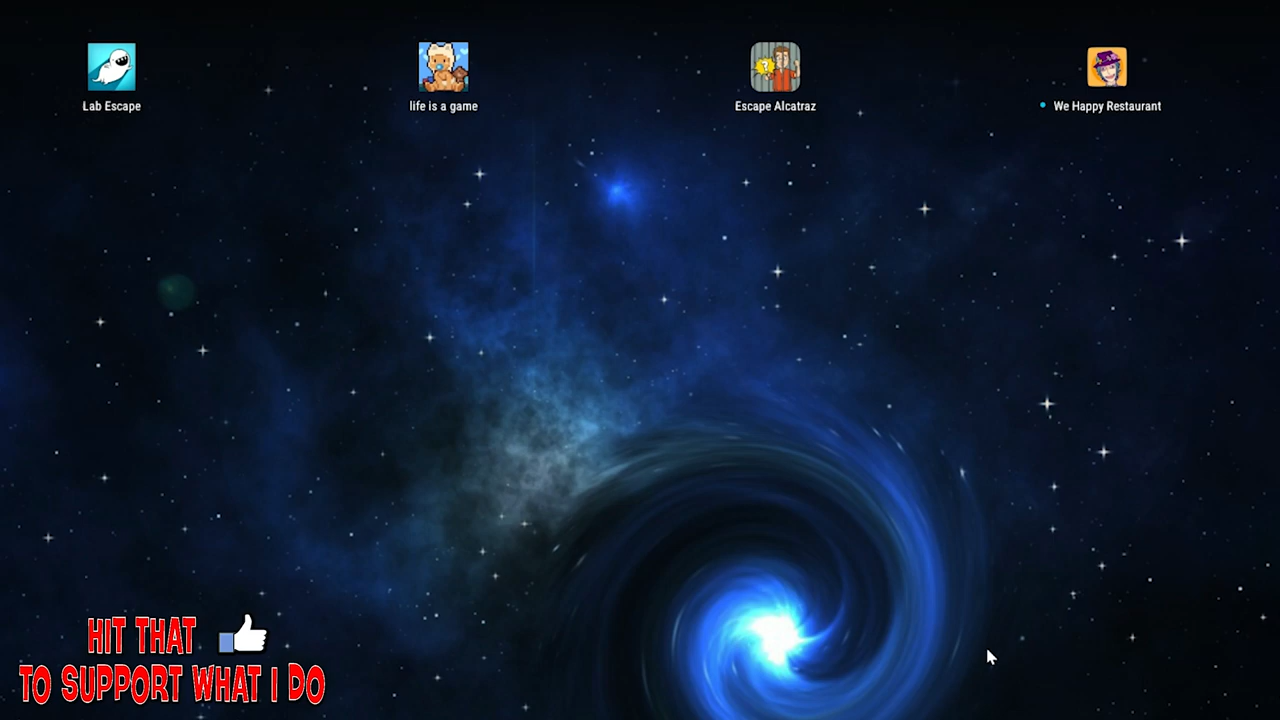 Lab Escape
life is a game
Escape Alcatraz
We Happy Restaurant
HIT THAT
TO SUPPORT WHAT I DO